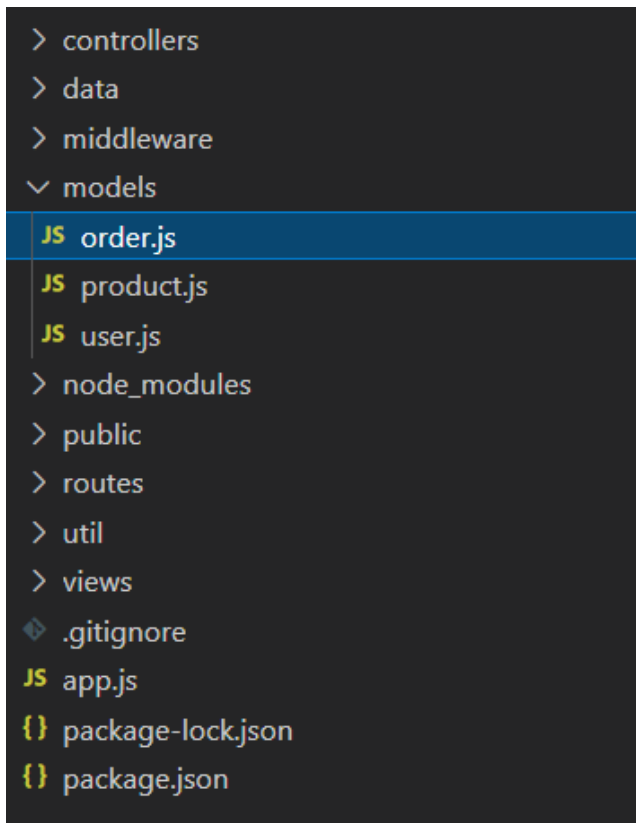 controllers
data
middleware
models
JS order.js
JS product.js
JS user.js
node_modules
public
routes
util
views
.gitignore
JS app.js
{} package-lock.json
{} package.json